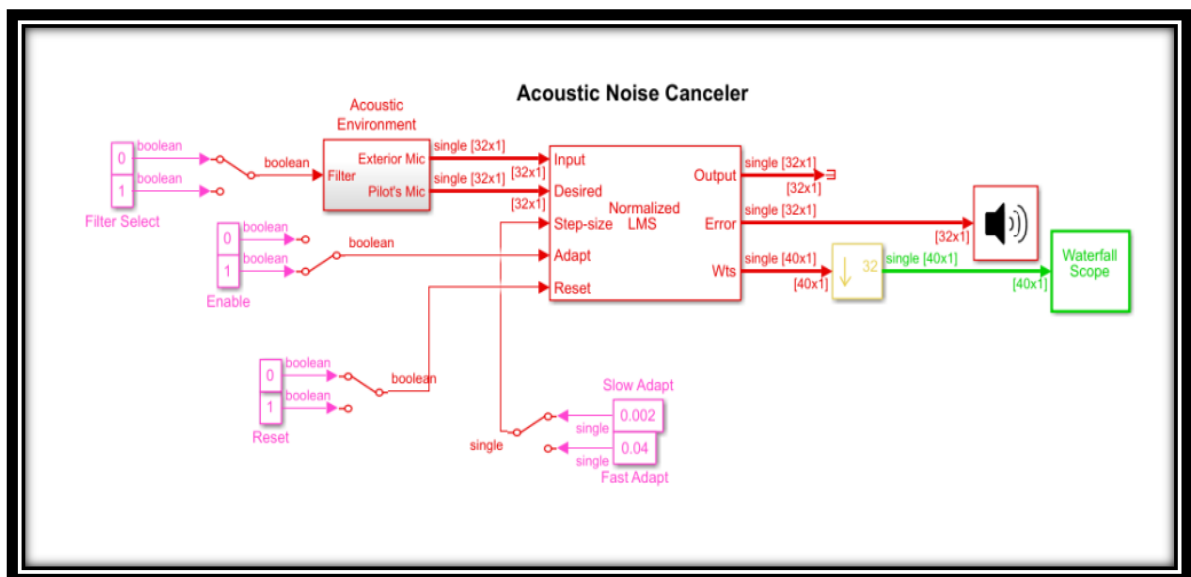 Acoustic Noise Canceler
Acoustic
Environment
boolean
0
boolean
1
Filter Select
boolean
Filter
Exterior Mic
Pilot's Mic
single [32x1]
[32x1]
single [32x1]
[32x1]
Input
Desired
Step-size
Adapt
Reset
Normalized
LMS
Output
Error
Wts
single [32x1]
[32x1]
single [32x1]
[32x1]
single [40x1]
[40x1]
32
single [40x1]
[40x1]
Waterfall
Scope
boolean
0
boolean
1
Enable
boolean
boolean
0
boolean
1
Reset
boolean
Slow Adapt
0.002
single
0.04
single
Fast Adapt
single